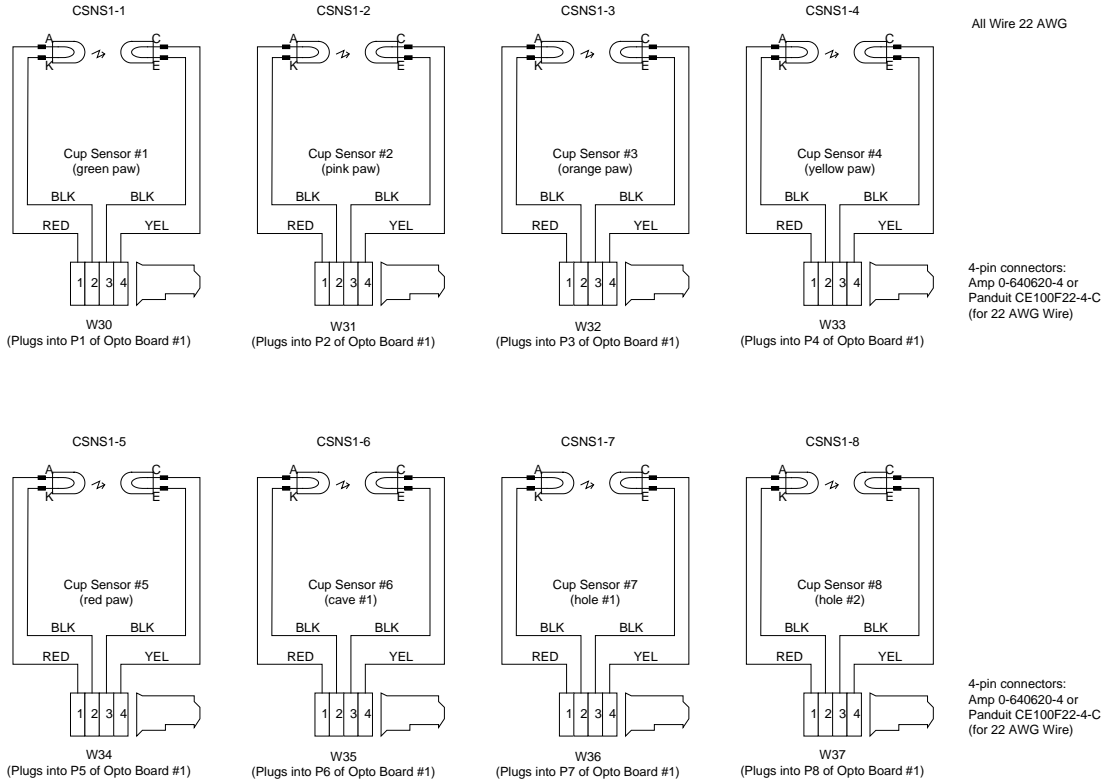 CSNS1-1 CSNS1-2 CSNS1-3 CSNS1-4
All Wire 22 AWG
A C A C A C A C
K E K E K E K E
Cup Sensor #1 Cup Sensor #2 Cup Sensor #3 Cup Sensor #4
(green paw) (pink paw) (orange paw) (yellow paw)
BLK BLK BLK BLK BLK BLK BLK BLK
RED YEL RED YEL RED YEL RED YEL
1 2 3 4 1 2 3 4 1 2 3 4 1 2 3 4
4-pin connectors:
Amp 0-640620-4 or
Panduit CE100F22-4-C
(for 22 AWG Wire)
W30 W31 W32 W33
(Plugs into P1 of Opto Board #1) (Plugs into P2 of Opto Board #1) (Plugs into P3 of Opto Board #1) (Plugs into P4 of Opto Board #1)
CSNS1-5 CSNS1-6 CSNS1-7 CSNS1-8
A C A C A C A C
K E K E K E K E
Cup Sensor #5 Cup Sensor #6 Cup Sensor #7 Cup Sensor #8
(red paw) (cave #1) (hole #1) (hole #2)
BLK BLK BLK BLK BLK BLK BLK BLK
RED YEL RED YEL RED YEL RED YEL
1 2 3 4 1 2 3 4 1 2 3 4 1 2 3 4
4-pin connectors:
Amp 0-640620-4 or
Panduit CE100F22-4-C
(for 22 AWG Wire)
W34 W35 W36 W37
(Plugs into P5 of Opto Board #1) (Plugs into P6 of Opto Board #1) (Plugs into P7 of Opto Board #1) (Plugs into P8 of Opto Board #1)